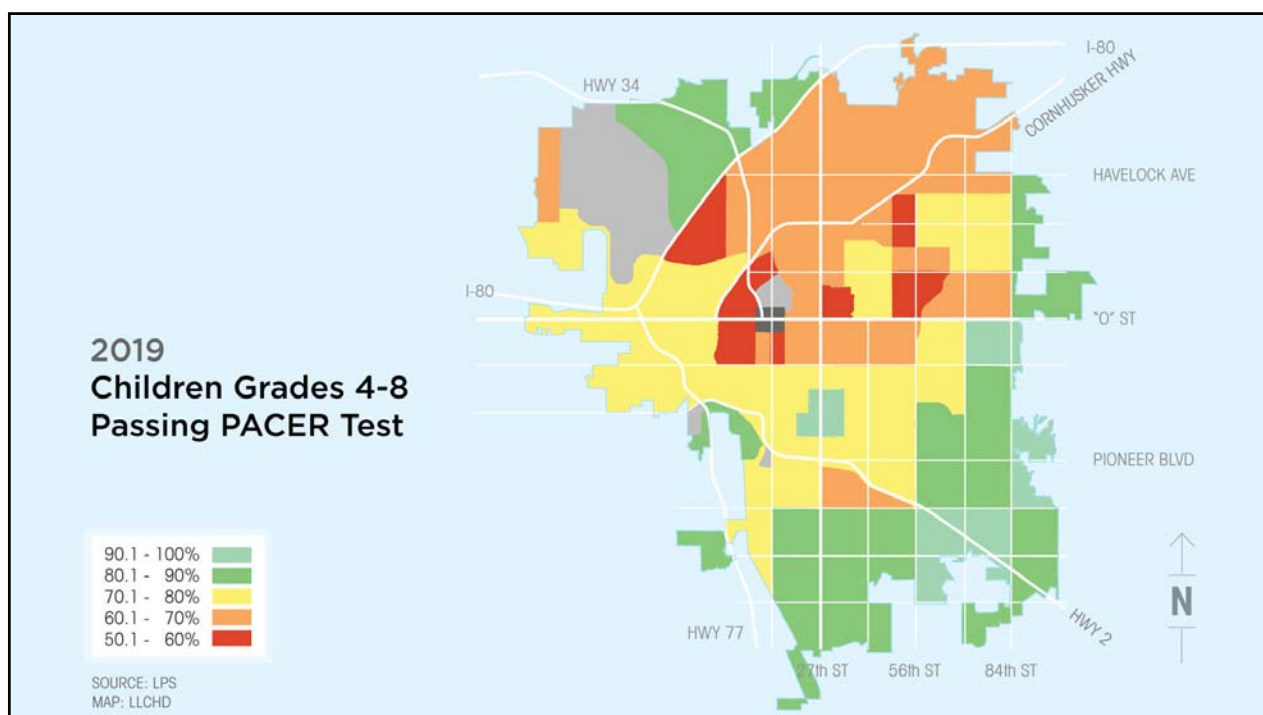 I-80
HWY 34
CORNHUSKER HWY
HAVELOCK AVE
I-80
"O" ST
2019
Children Grades 4-8
Passing PACER Test
PIONEER BLVD
90.1 - 100%
80.1 - 90%
70.1 - 80%
60.1 - 70%
50.1 - 60%
N
HWY 77
HWY 2
27th ST
56th ST
84th ST
SOURCE: LPS
MAP: LLCHD